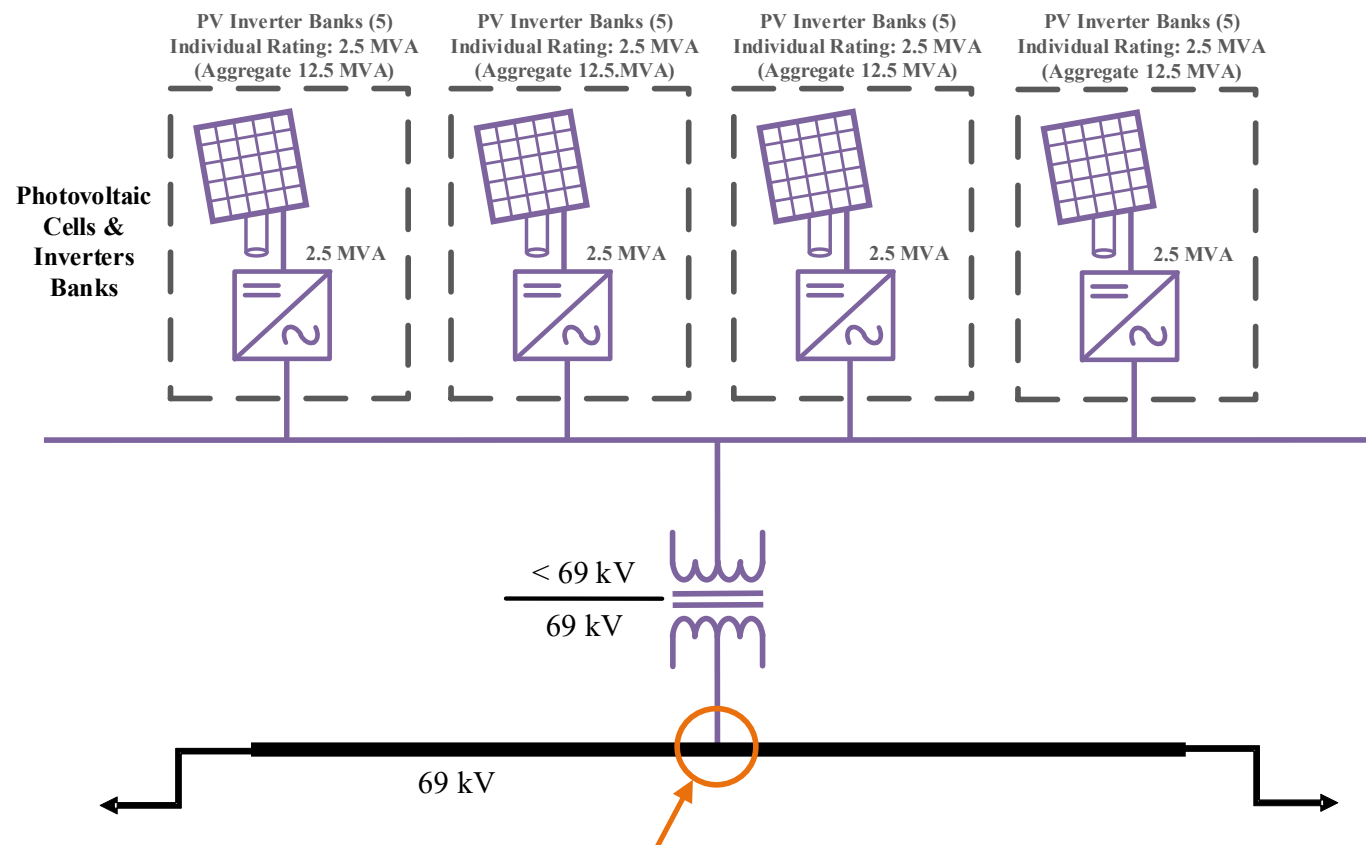 PV Inverter Banks (5)
Individual Rating: 2.5 MVA
(Aggregate 12.5 MVA)
PV Inverter Banks (5)
Individual Rating: 2.5 MVA
(Aggregate 12.5.MVA)
PV Inverter Banks (5)
Individual Rating: 2.5 MVA
(Aggregate 12.5 MVA)
PV Inverter Banks (5)
Individual Rating: 2.5 MVA
(Aggregate 12.5 MVA)
Photovoltaic
Cells &
Inverters
Banks
2.5 MVA
2.5 MVA
2.5 MVA
2.5 MVA
< 69 kV
69 kV
69 kV